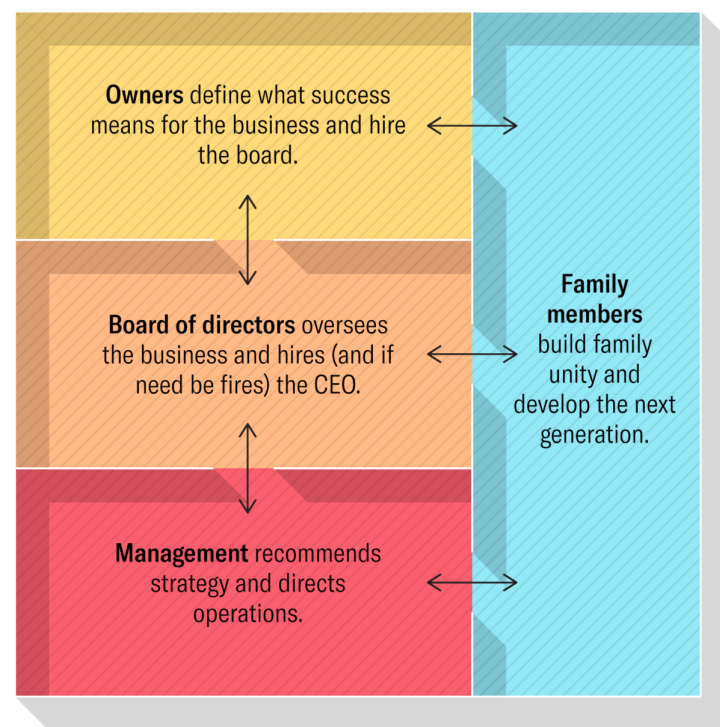 Owners define what success
means for the business and hire
the board.
Board of directors oversees
the business and hires (and if
need be fires) the CEO.
Management recommends
strategy and directs
operations.
Family
members
build family
unity and
develop the next
generation.